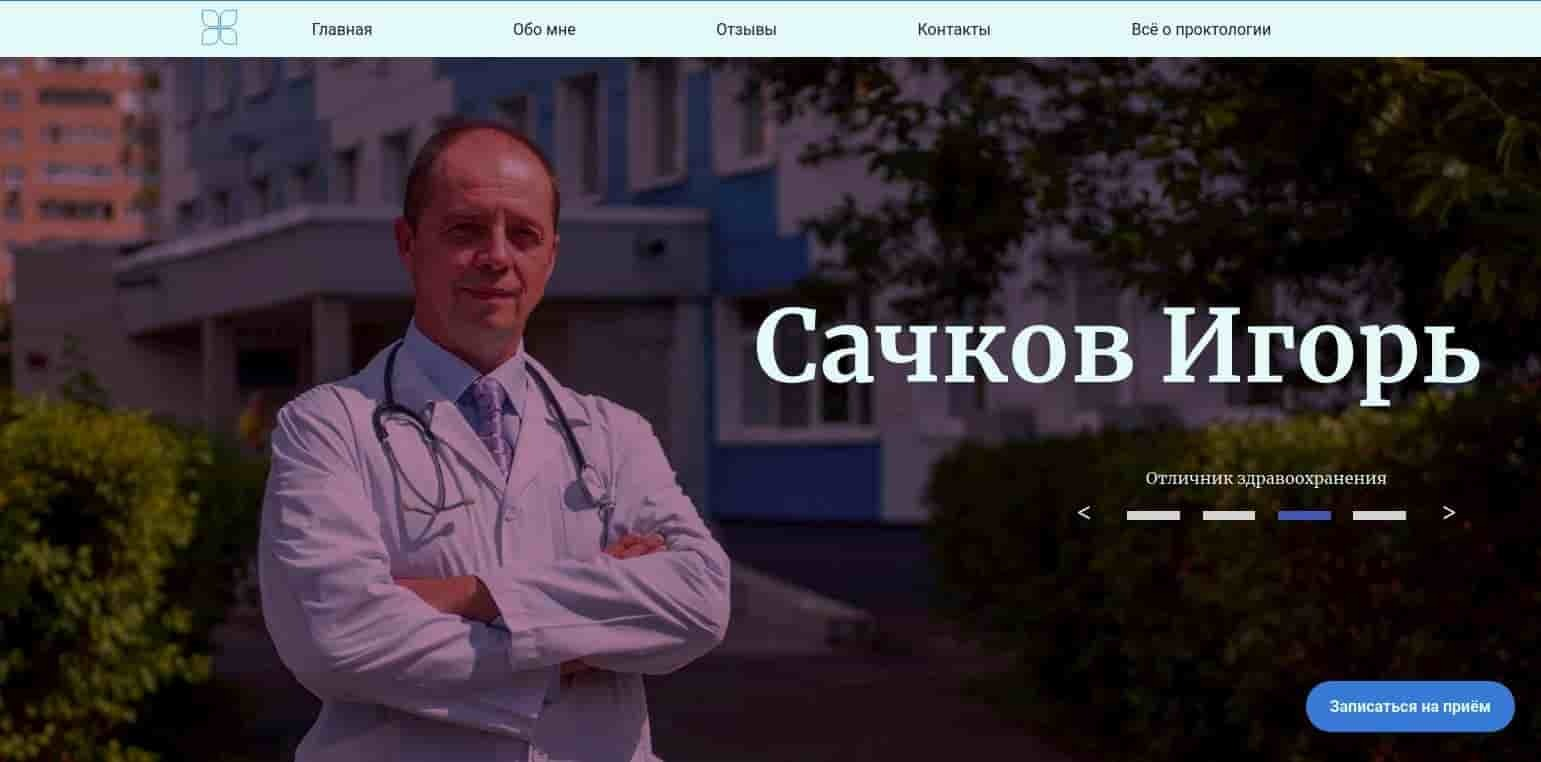 Главная
Обо мне
Отзывы
Контакты
Всё о проктологии
Сачков Игорь
Отличник здравоохранения
< >
Записаться на приём